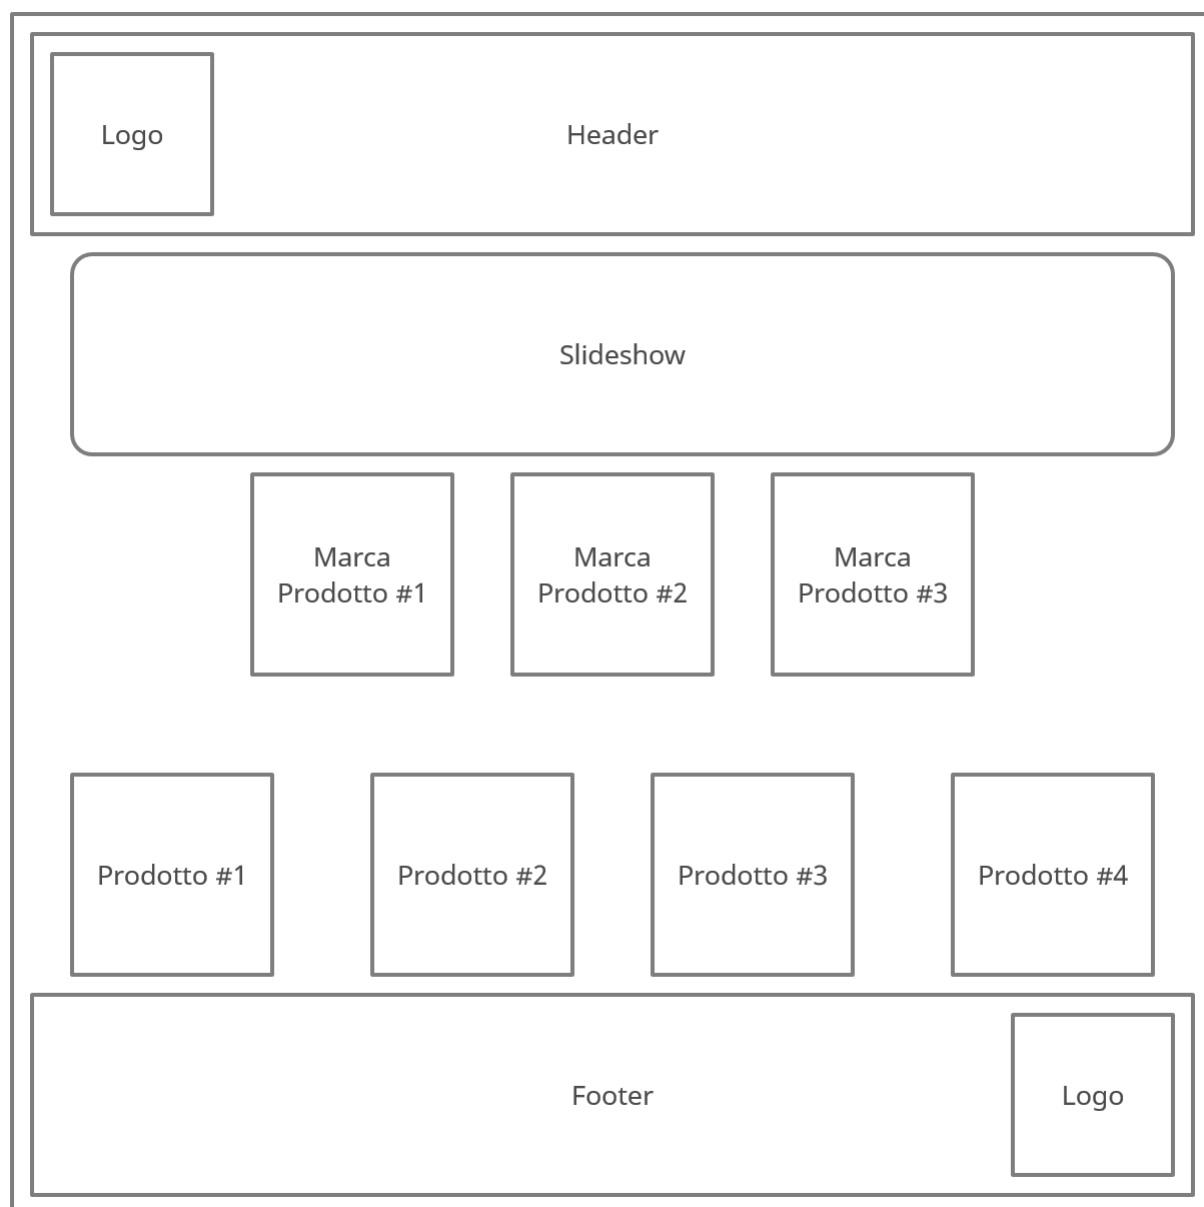 Logo
Header
Slideshow
Marca
Prodotto #1
Marca
Prodotto #2
Marca
Prodotto #3
Prodotto #1
Prodotto #2
Prodotto #3
Prodotto #4
Footer
Logo